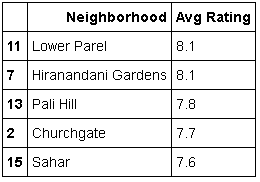 Neighborhood Avg Rating
11 Lower Parel 8.1
7 Hiranandani Gardens 8.1
13 Pali Hill 7.8
2 Churchgate 7.7
15 Sahar 7.6